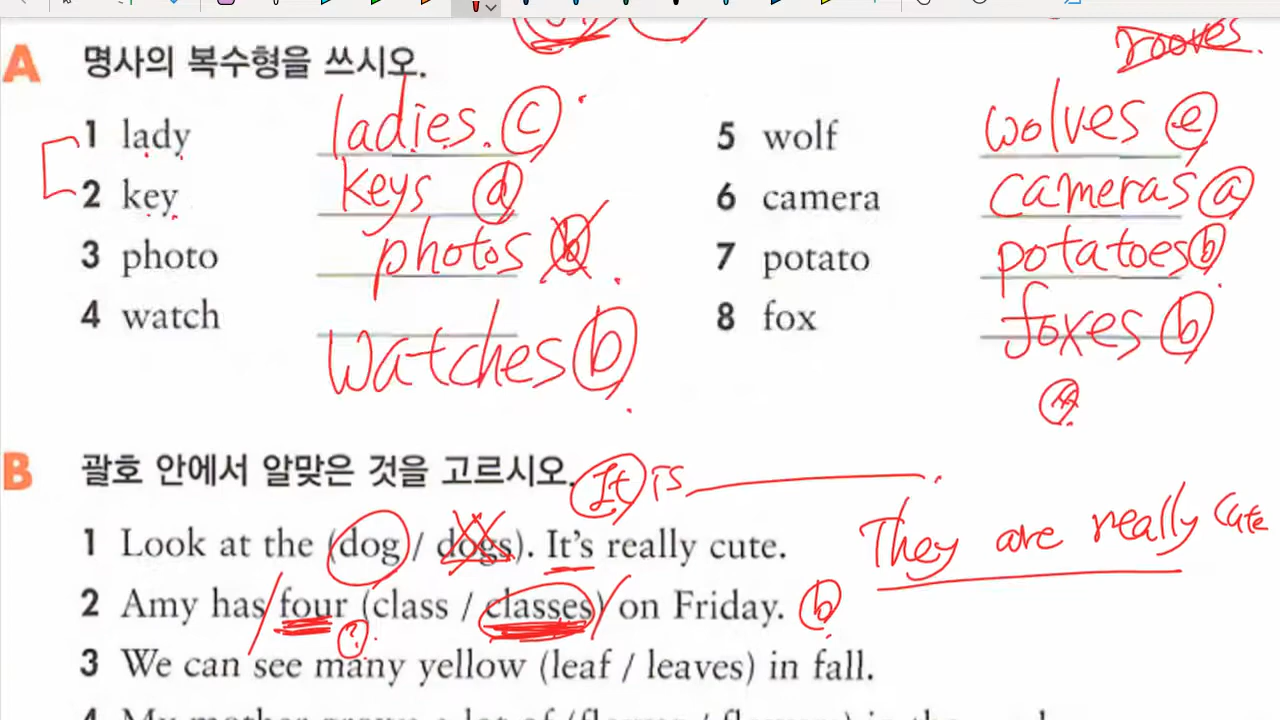 rooves
A 명사의 복수형을 쓰시오.
1 lady ladies. c
2 key keys d
3 photo photos b
4 watch watches b
5 wolf wolves e
6 camera cameras a
7 potato potatoes b
8 fox foxes b
B 괄호 안에서 알맞은 것을 고르시오.
It is
They are really cute
1 Look at the (dog / dogs). It's really cute.
2 Amy has four (class / classes) on Friday. b
?
3 We can see many yellow (leaf / leaves) in fall.